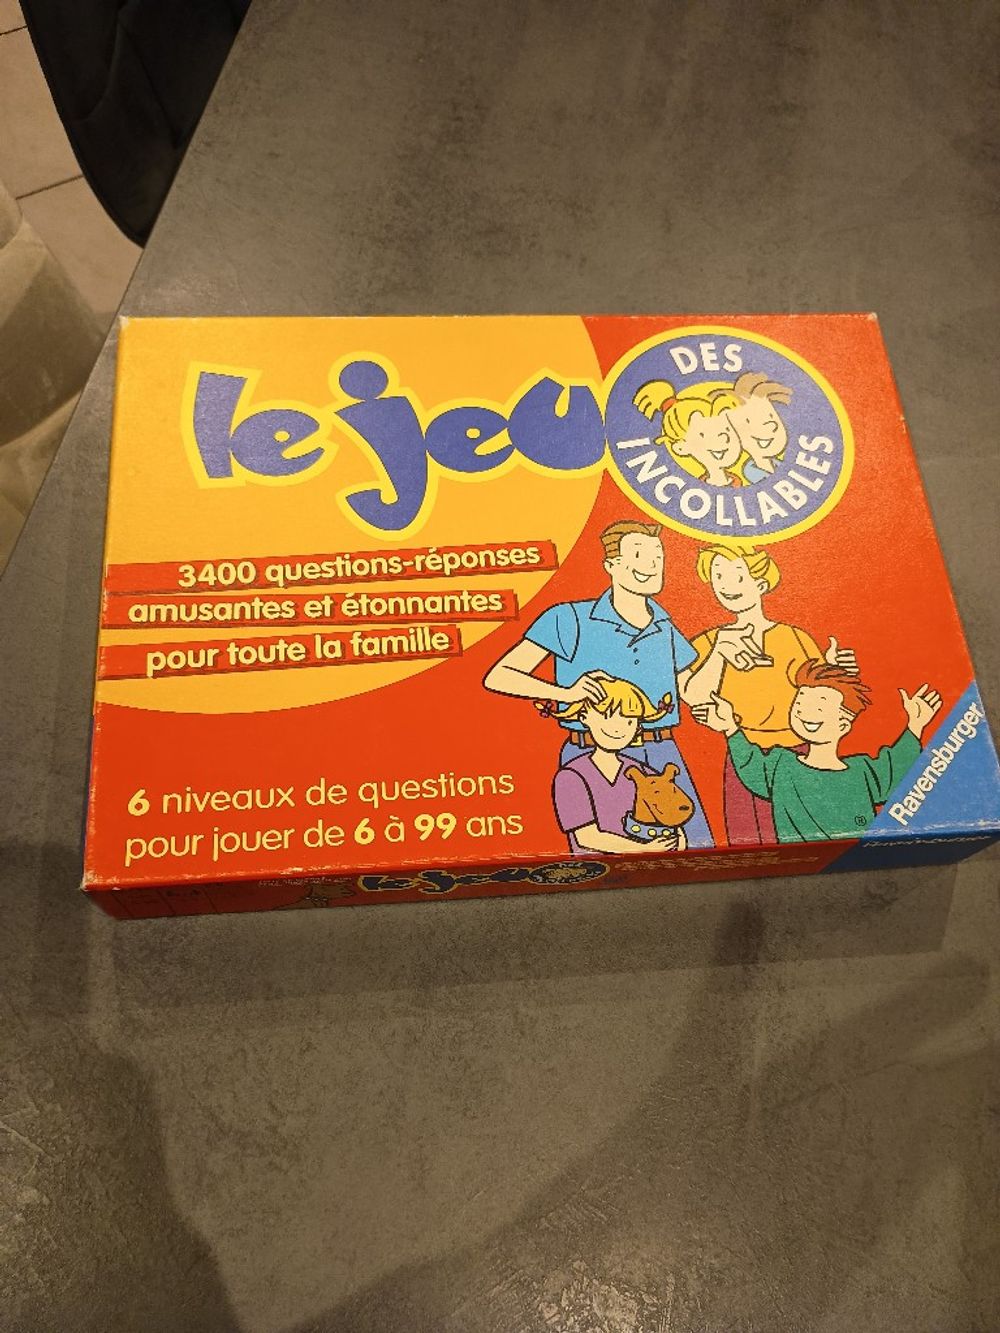 le jeu
DES
INCOLLABLES
3400 questions-réponses
amusantes et étonnantes
pour toute la famille
6 niveaux de questions
pour jouer de 6 à 99 ans
Ravensburger
®
le jeu